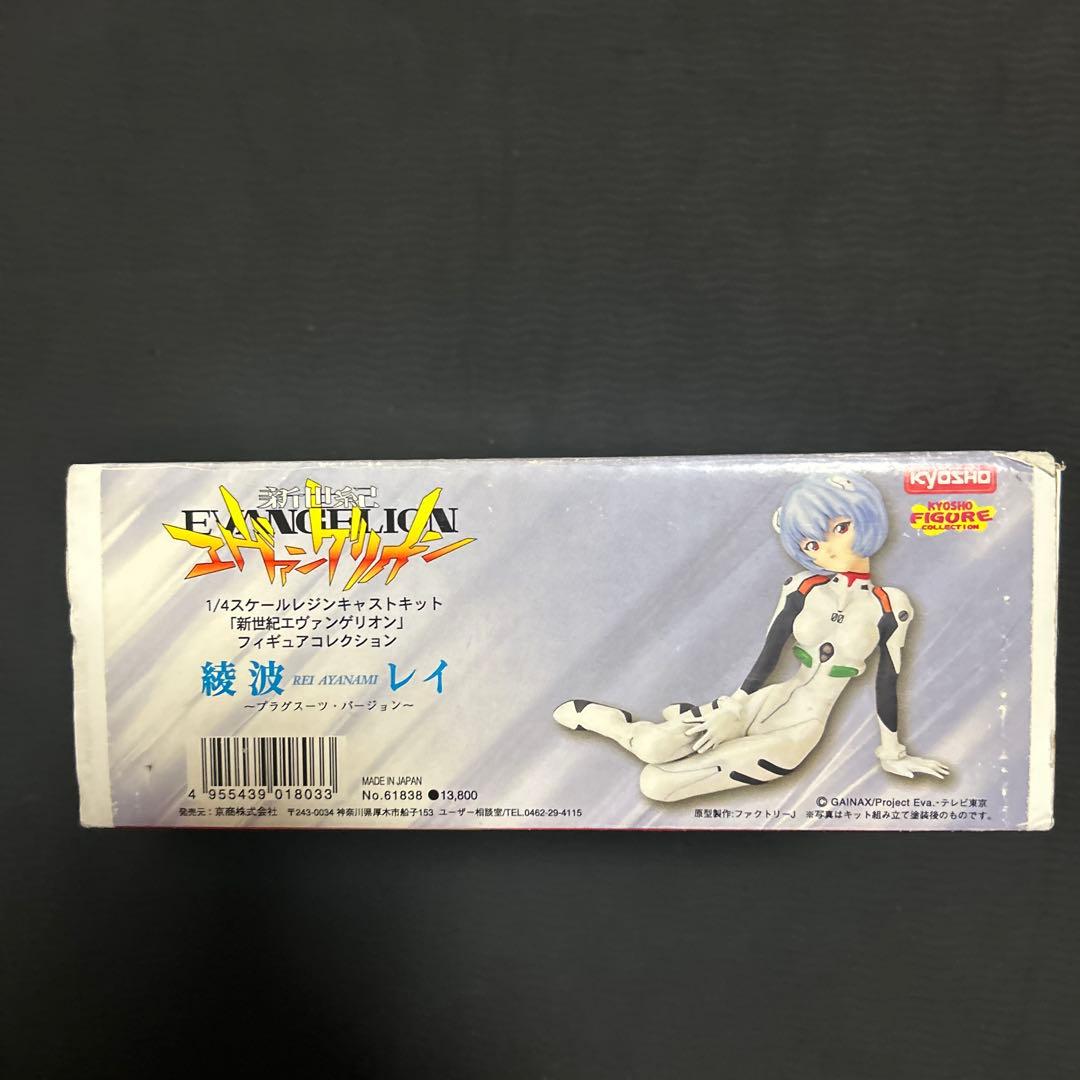 新世紀
EVANGELION
エヴァンゲリオン
1/4スケールレジンキャストキット
「新世紀エヴァンゲリオン」
フィギュアコレクション
綾波 REI AYANAMI レイ
～プラグスーツ・バージョン～
4 955439 018033
MADE IN JAPAN
No.61838 ●13,800
発売元:京商株式会社 〒243-0034 神奈川県厚木市船子153 ユーザー相談室/TEL.0462-29-4115
KYOSHO
KYOSHO
FIGURE
COLLECTION
00
© GAINAX/Project Eva.・テレビ東京
原型製作:ファクトリーJ ※写真はキット組み立て塗装後のものです。